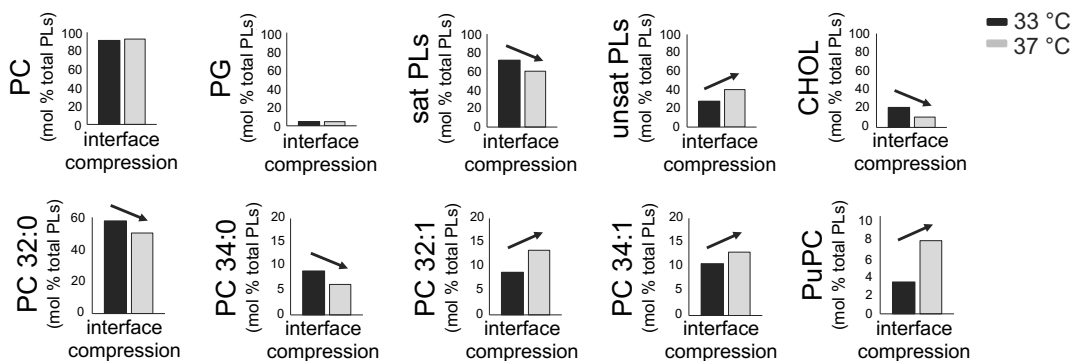 33 °C
37 °C
PC
(mol % total PLs)
100
80
60
40
20
0
interface
compression
PG
(mol % total PLs)
100
80
60
40
20
0
interface
compression
sat PLs
(mol % total PLs)
100
80
60
40
20
0
interface
compression
unsat PLs
(mol % total PLs)
100
80
60
40
20
0
interface
compression
CHOL
(mol % total PLs)
100
80
60
40
20
0
interface
compression
PC 32:0
(mol % total PLs)
60
40
20
0
interface
compression
PC 34:0
(mol % total PLs)
20
15
10
5
0
interface
compression
PC 32:1
(mol % total PLs)
20
15
10
5
0
interface
compression
PC 34:1
(mol % total PLs)
20
15
10
5
0
interface
compression
PuPC
(mol % total PLs)
10
8
6
4
2
0
interface
compression